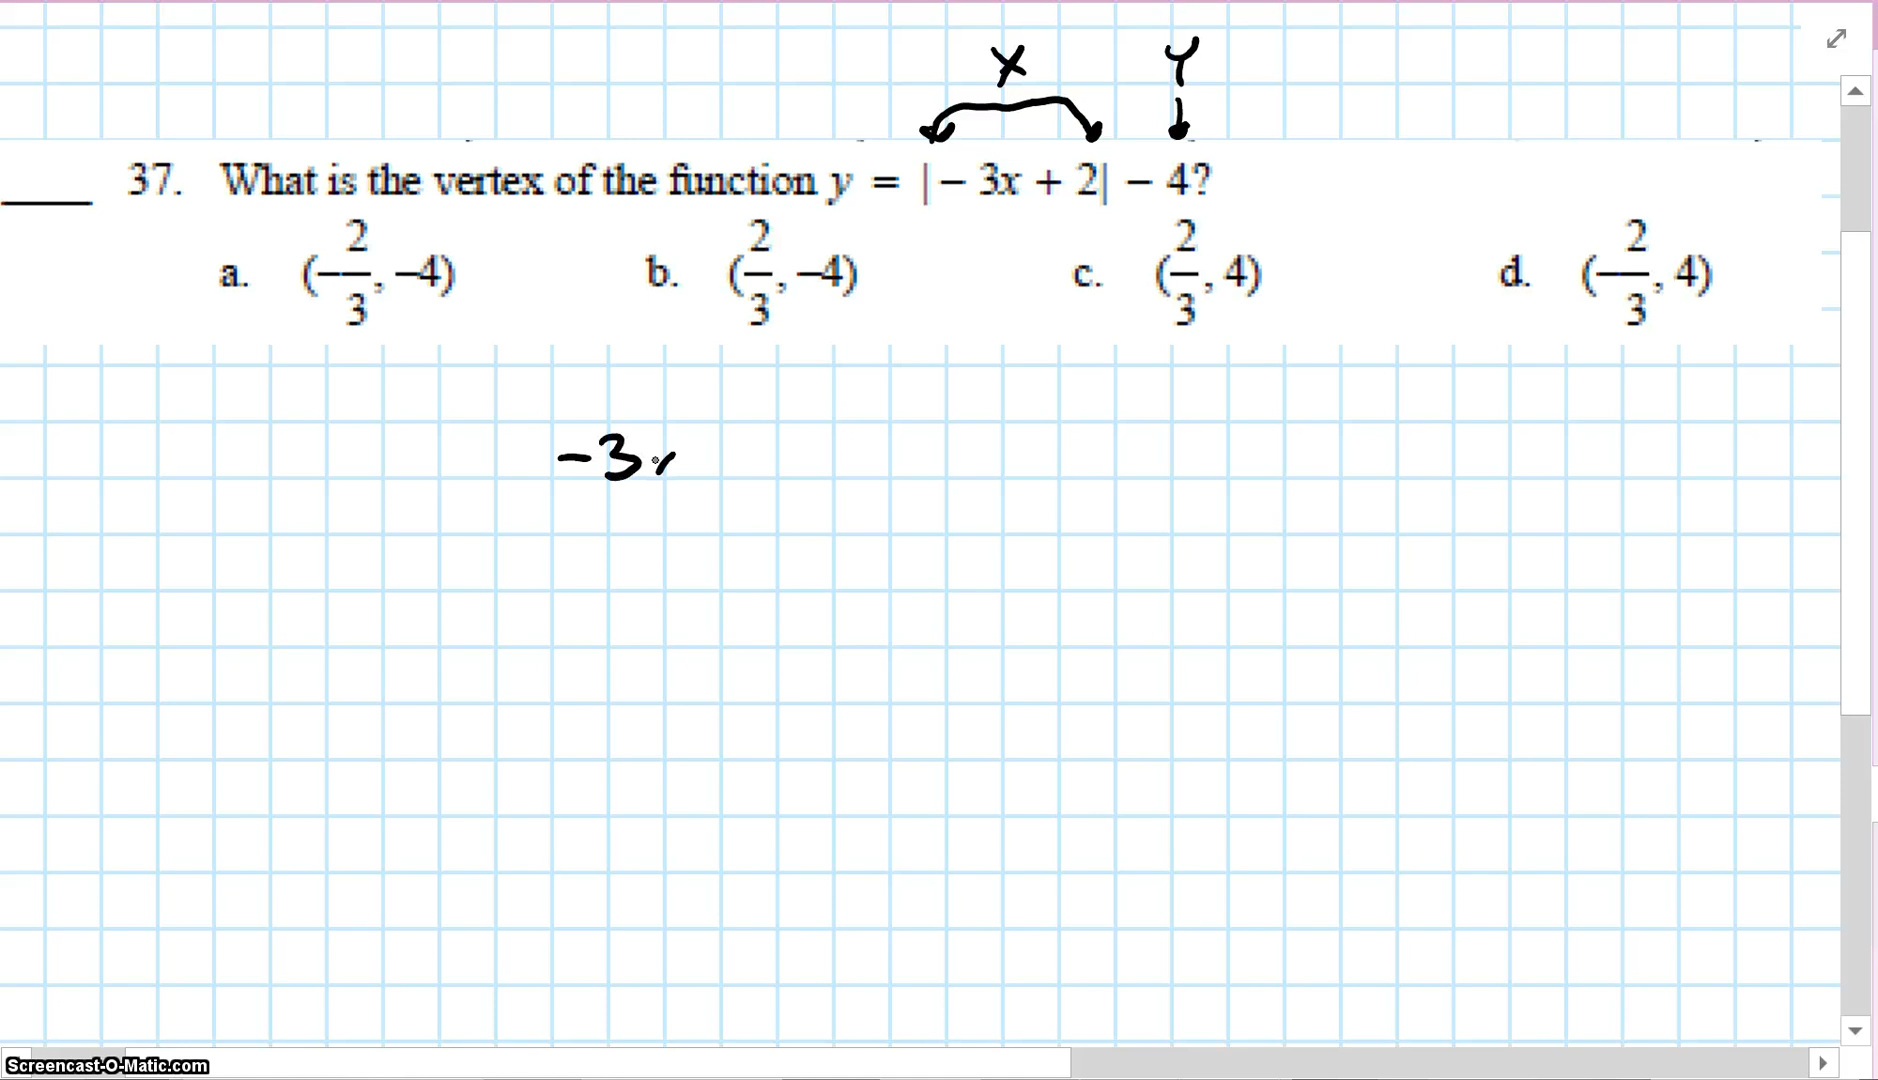 X Y
37. What is the vertex of the function y = |− 3x + 2| − 4?
a. (−2/3, −4) b. (2/3, −4) c. (2/3, 4) d. (−2/3, 4)
-3x
Screencast-O-Matic.com